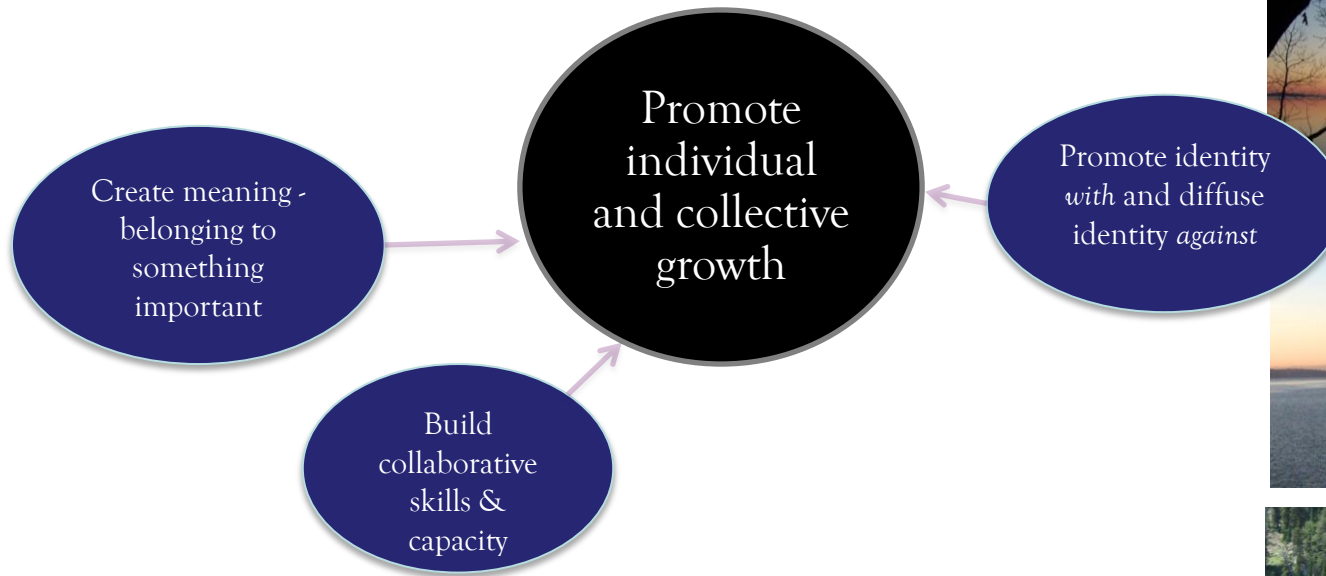 Promote
individual
and collective
growth
Create meaning -
belonging to
something
important
Promote identity
with and diffuse
identity against
Build
collaborative
skills &
capacity